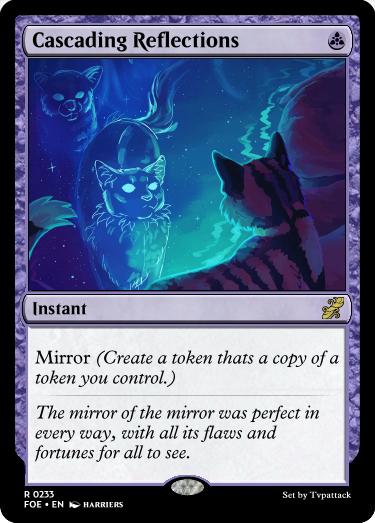 Cascading Reflections
Instant
Mirror (Create a token thats a copy of a
token you control.)
The mirror of the mirror was perfect in
every way, with all its flaws and
fortunes for all to see.
R 0233
FOE • EN HARRIERS
Set by Tvpattack